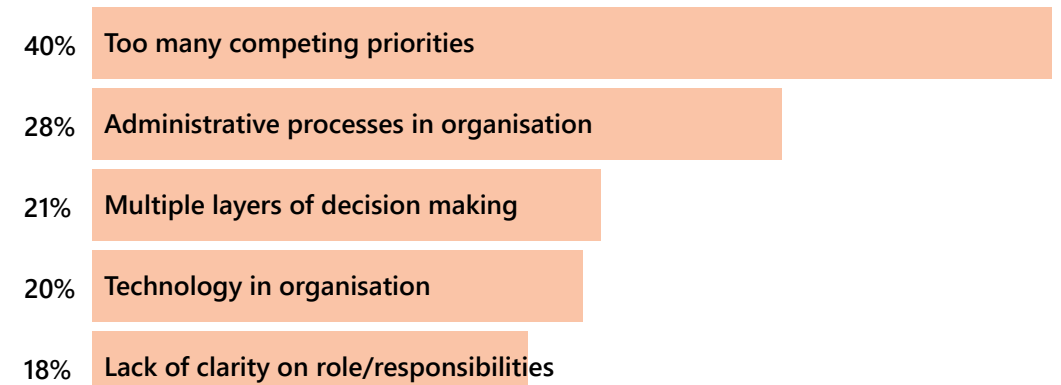 40% Too many competing priorities
28% Administrative processes in organisation
21% Multiple layers of decision making
20% Technology in organisation
18% Lack of clarity on role/responsibilities